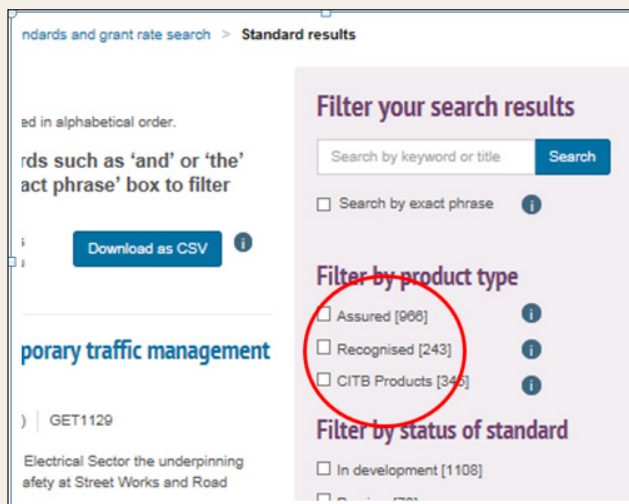 ndards and grant rate search > Standard results
ed in alphabetical order.
rds such as 'and' or 'the'
act phrase' box to filter
Download as CSV
porary traffic management
) | GET1129
Electrical Sector the underpinning
afety at Street Works and Road
Filter your search results
Search by keyword or title Search
Search by exact phrase
Filter by product type
Assured [966]
Recognised [243]
CITB Products [345]
Filter by status of standard
In development [1108]